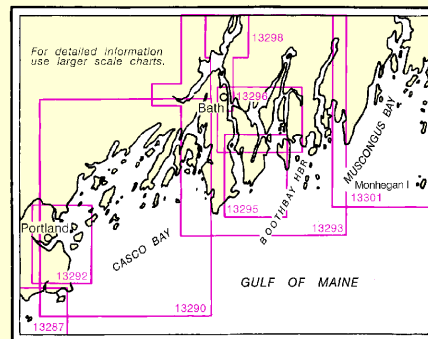 For detailed information
use larger scale charts.
13298
13296
Bath
MUSCONGUS BAY
Monhegan I
13301
13295
BOOTHBAY HBR
13293
Portland
CASCO BAY
13292
GULF OF MAINE
13290
13287